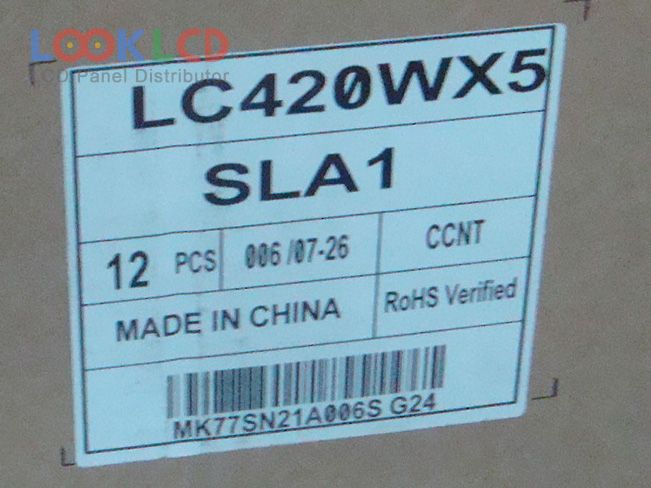 LOOKLCD
LCD Panel Distributor
LC420WX5
SLA1
12 PCS 006/07-26 CCNT
MADE IN CHINA RoHS Verified
MK77SN21A006S G24